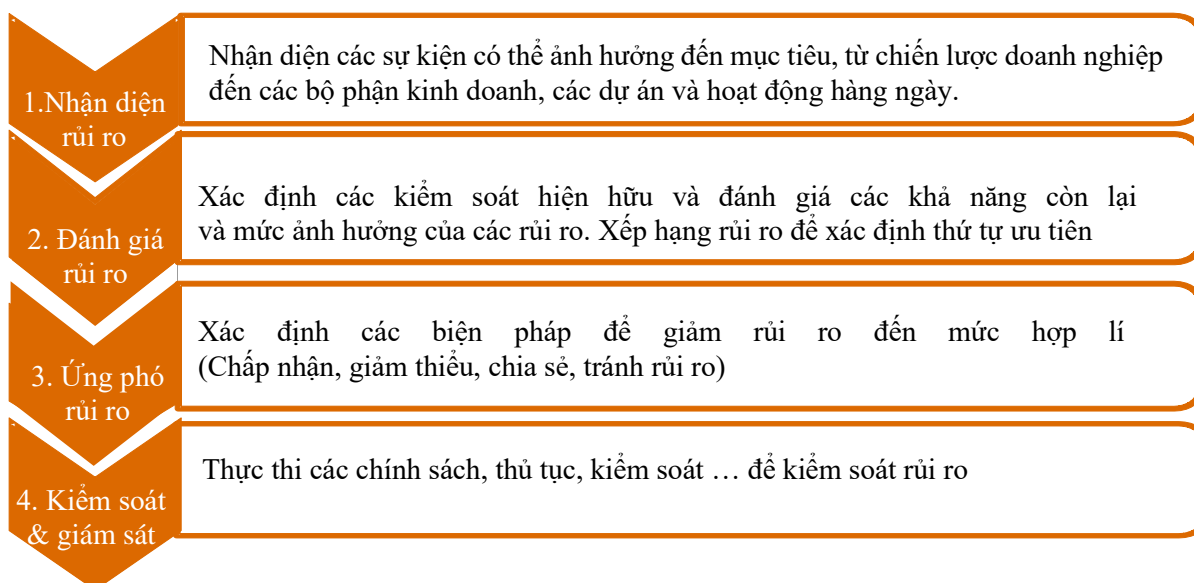 1.Nhận diện
rủi ro
Nhận diện các sự kiện có thể ảnh hưởng đến mục tiêu, từ chiến lược doanh nghiệp
đến các bộ phận kinh doanh, các dự án và hoạt động hàng ngày.
2. Đánh giá
rủi ro
Xác định các kiểm soát hiện hữu và đánh giá các khả năng còn lại
và mức ảnh hưởng của các rủi ro. Xếp hạng rủi ro để xác định thứ tự ưu tiên
3. Ứng phó
rủi ro
Xác định các biện pháp để giảm rủi ro đến mức hợp lí
(Chấp nhận, giảm thiểu, chia sẻ, tránh rủi ro)
4. Kiểm soát
& giám sát
Thực thi các chính sách, thủ tục, kiểm soát … để kiểm soát rủi ro